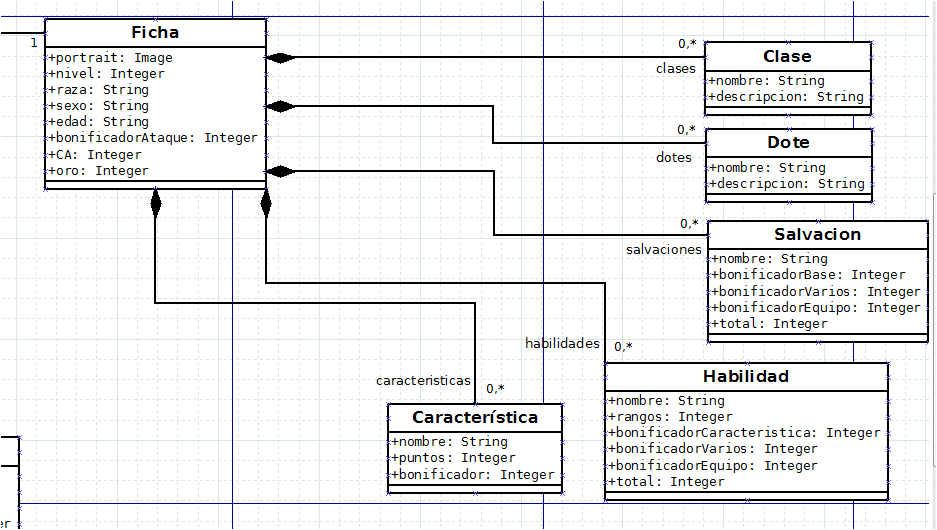 Ficha
1
+portrait: Image
+nivel: Integer
+raza: String
+sexo: String
+edad: String
+bonificadorAtaque: Integer
+CA: Integer
+oro: Integer
0,*
clases
Clase
+nombre: String
+descripcion: String
0,*
dotes
Dote
+nombre: String
+descripcion: String
0,*
salvaciones
Salvacion
+nombre: String
+bonificadorBase: Integer
+bonificadorVarios: Integer
+bonificadorEquipo: Integer
+total: Integer
habilidades
0,*
Habilidad
+nombre: String
+rangos: Integer
+bonificadorCaracteristica: Integer
+bonificadorVarios: Integer
+bonificadorEquipo: Integer
+total: Integer
caracteristicas
0,*
Característica
+nombre: String
+puntos: Integer
+bonificador: Integer